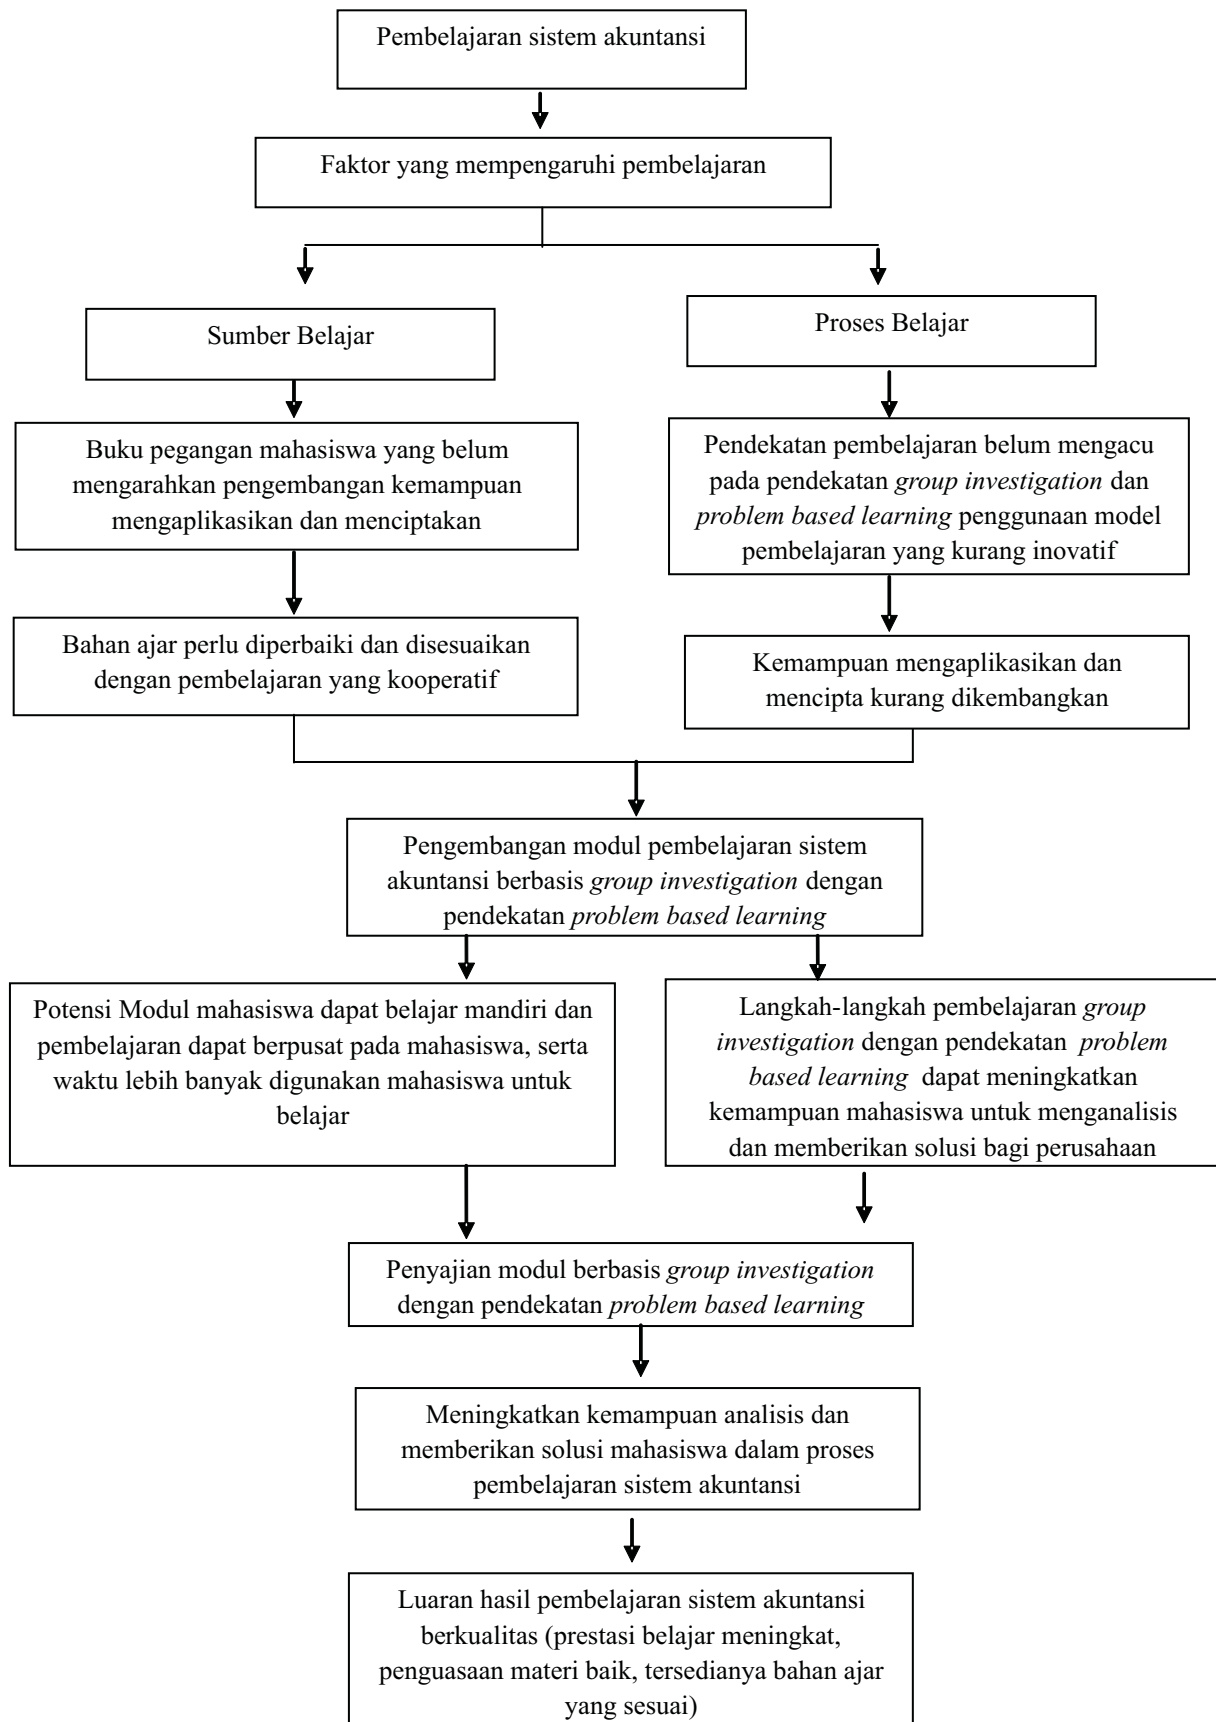 Pembelajaran sistem akuntansi
Faktor yang mempengaruhi pembelajaran
Sumber Belajar
Proses Belajar
Buku pegangan mahasiswa yang belum
mengarahkan pengembangan kemampuan
mengaplikasikan dan menciptakan
Pendekatan pembelajaran belum mengacu
pada pendekatan group investigation dan
problem based learning penggunaan model
pembelajaran yang kurang inovatif
Bahan ajar perlu diperbaiki dan disesuaikan
dengan pembelajaran yang kooperatif
Kemampuan mengaplikasikan dan
mencipta kurang dikembangkan
Pengembangan modul pembelajaran sistem
akuntansi berbasis group investigation dengan
pendekatan problem based learning
Potensi Modul mahasiswa dapat belajar mandiri dan
pembelajaran dapat berpusat pada mahasiswa, serta
waktu lebih banyak digunakan mahasiswa untuk
belajar
Langkah-langkah pembelajaran group
investigation dengan pendekatan problem
based learning dapat meningkatkan
kemampuan mahasiswa untuk menganalisis
dan memberikan solusi bagi perusahaan
Penyajian modul berbasis group investigation
dengan pendekatan problem based learning
Meningkatkan kemampuan analisis dan
memberikan solusi mahasiswa dalam proses
pembelajaran sistem akuntansi
Luaran hasil pembelajaran sistem akuntansi
berkualitas (prestasi belajar meningkat,
penguasaan materi baik, tersedianya bahan ajar
yang sesuai)